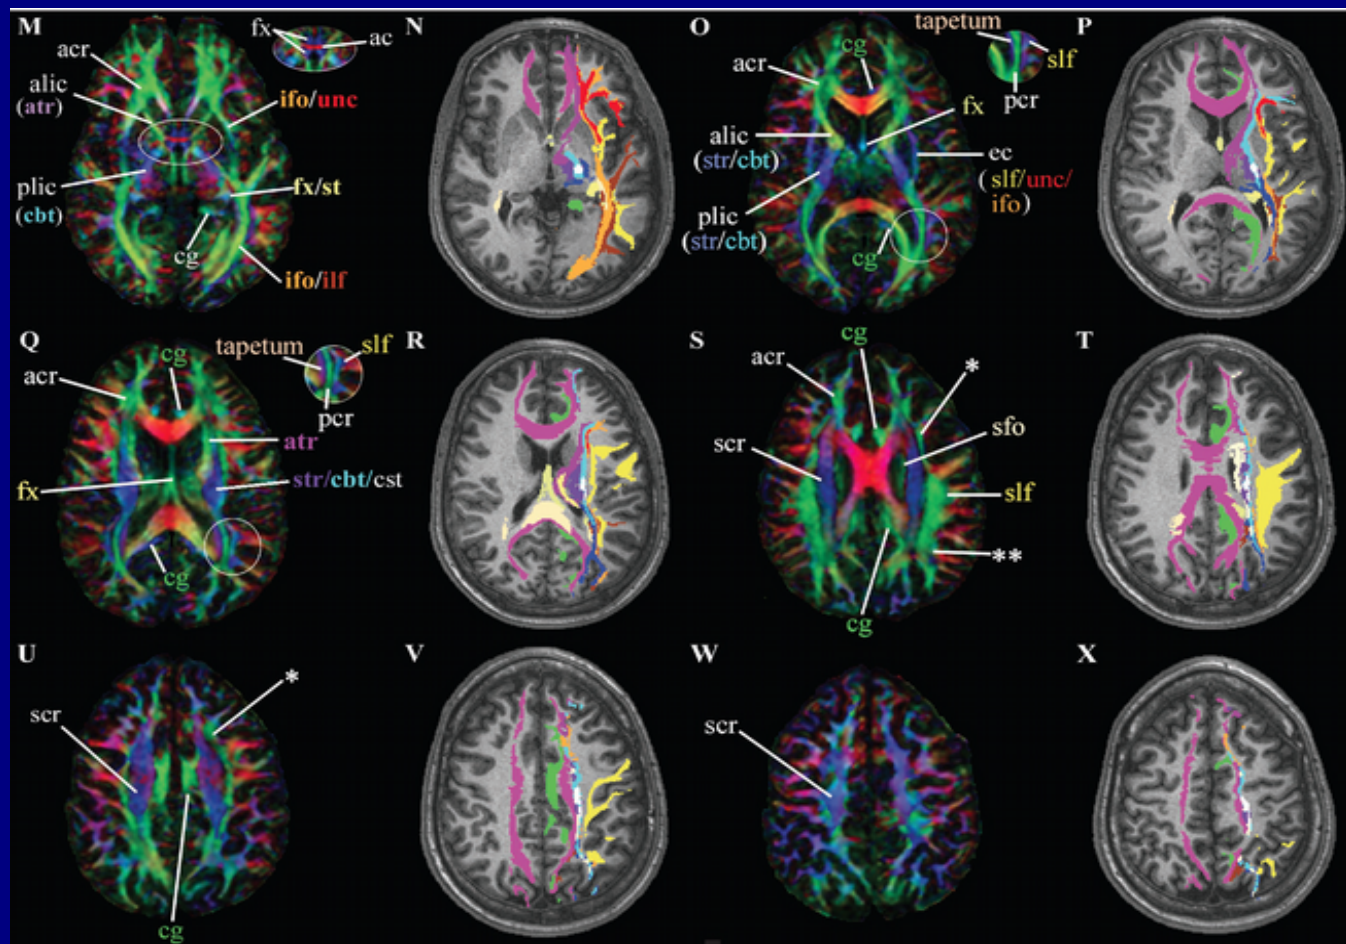 M
fx
ac
acr
alic
(atr)
ifo/unc
plic
(cbt)
fx/st
cg
ifo/ilf
N
O
tapetum
cg
slf
acr
pcr
fx
alic
(str/cbt)
ec
(slf/unc/
ifo)
plic
(str/cbt)
cg
P
Q
tapetum
cg
slf
acr
pcr
atr
fx
str/cbt/cst
cg
R
S
cg
acr
*
scr
sfo
slf
**
cg
T
U
*
scr
cg
V
W
scr
X